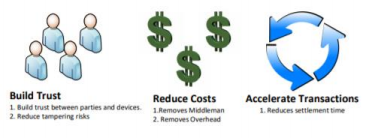 Build Trust
1. Build trust between parties and devices.
2. Reduce tampering risks
Reduce Costs
1.Removes Middleman
2. Removes Overhead
Accelerate Transactions
1. Reduces settlement time